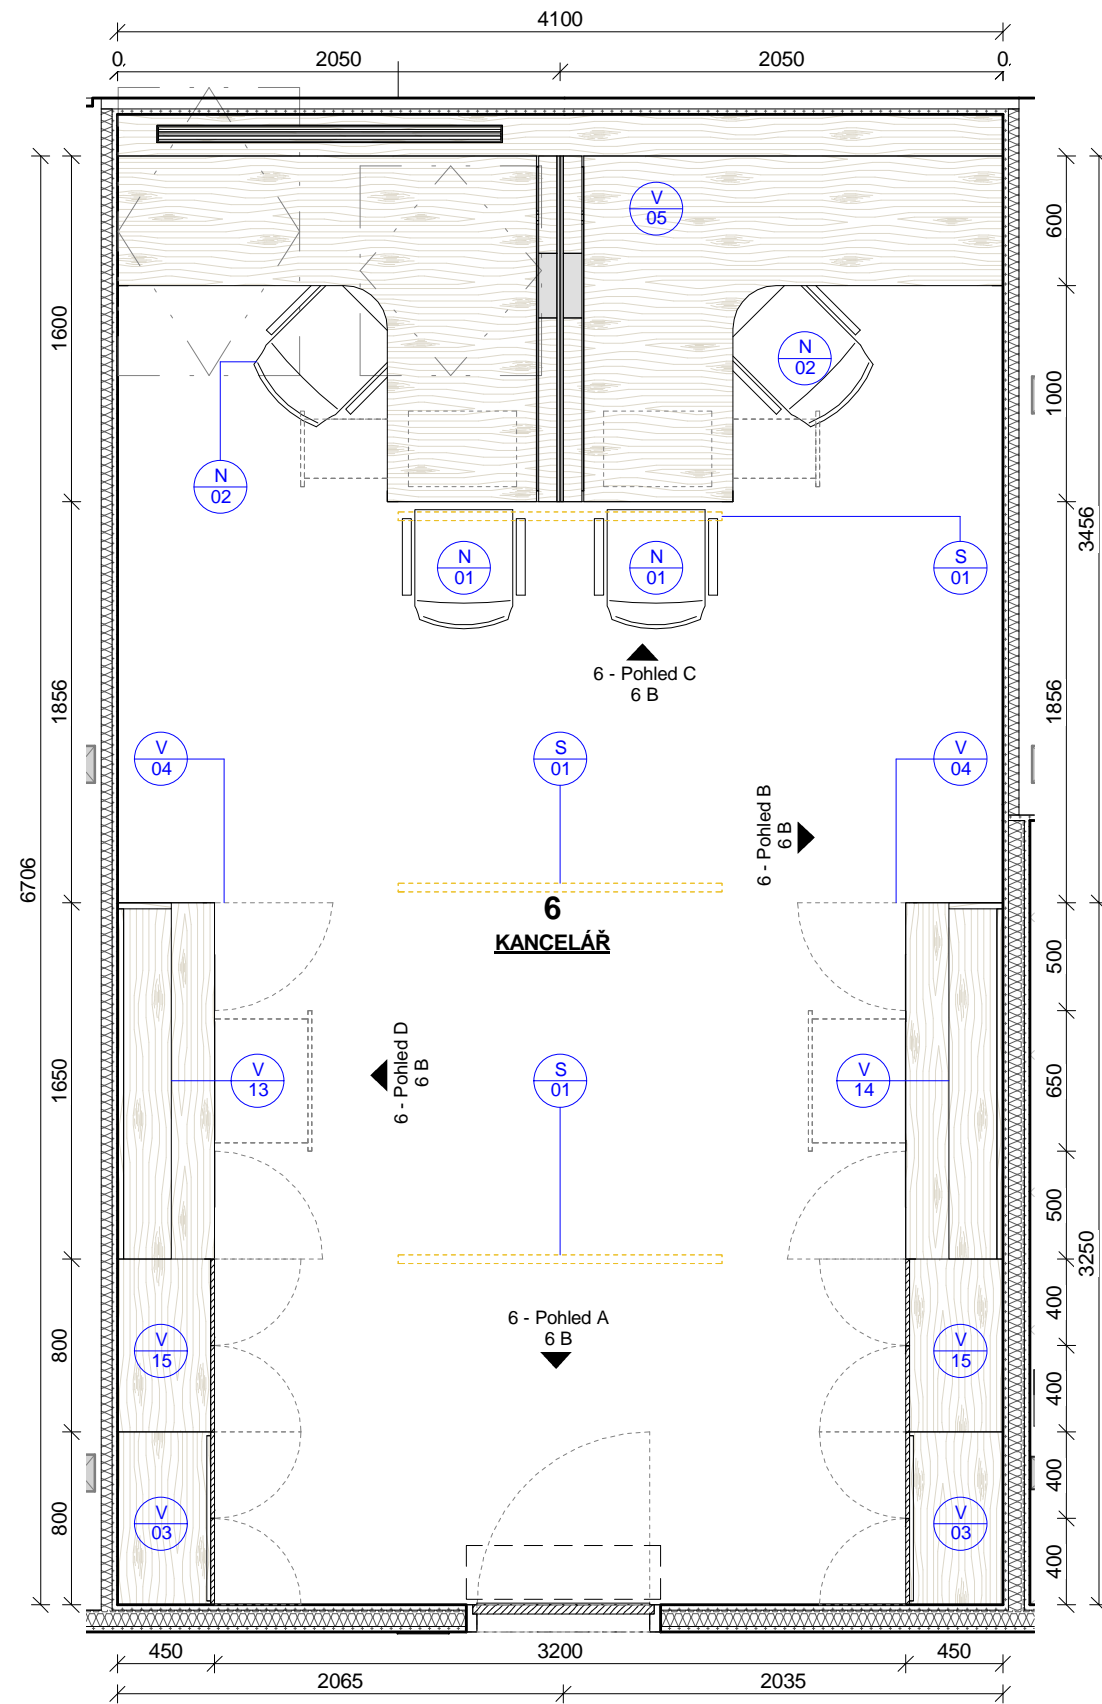 4100
0.
2050
2050
0.
V
05
600
1600
N
02
1000
N
02
3456
N
01
N
01
S
01
6 - Pohled C
6 B
1856
1856
V
04
S
01
V
04
6 - Pohled B
6 B
6706
6
KANCELÁŘ
500
6 - Pohled D
6 B
1650
V
13
S
01
V
14
650
500
3250
6 - Pohled A
6 B
400
800
V
15
V
15
400
400
800
V
03
V
03
400
450
3200
450
2065
2035